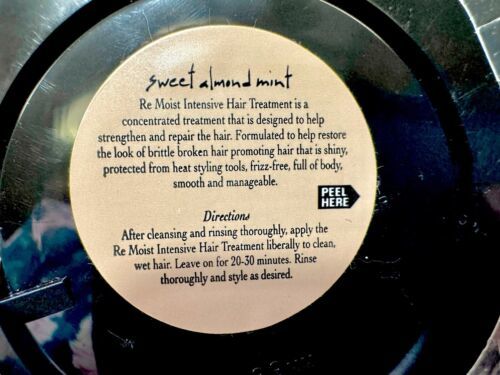 sweet almond mint
Re Moist Intensive Hair Treatment is a
concentrated treatment that is designed to help
strengthen and repair the hair. Formulated to help restore
the look of brittle broken hair promoting hair that is shiny,
protected from heat styling tools, frizz-free, full of body,
smooth and manageable.
PEEL
HERE
Directions
After cleansing and rinsing thoroughly, apply the
Re Moist Intensive Hair Treatment liberally to clean,
wet hair. Leave on for 20-30 minutes. Rinse
thoroughly and style as desired.